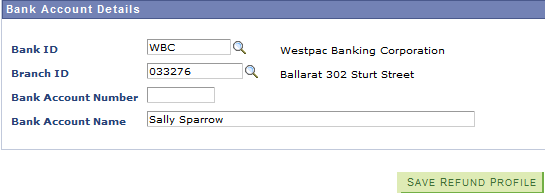 Bank Account Details
Bank ID WBC Westpac Banking Corporation
Branch ID 033276 Ballarat 302 Sturt Street
Bank Account Number
Bank Account Name Sally Sparrow
SAVE REFUND PROFILE